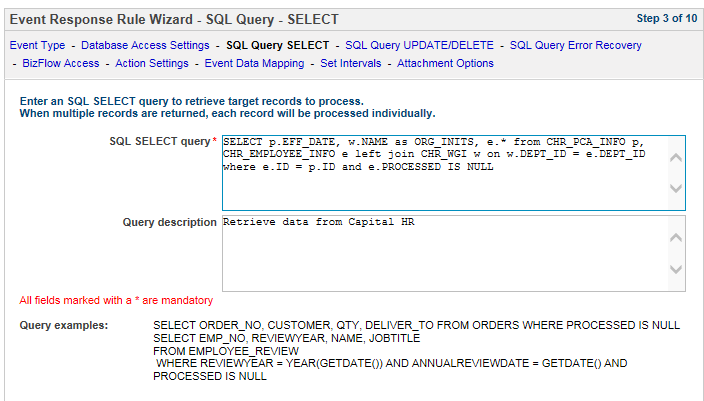 Event Response Rule Wizard - SQL Query - SELECT Step 3 of 10
Event Type - Database Access Settings - SQL Query SELECT - SQL Query UPDATE/DELETE - SQL Query Error Recovery
- BizFlow Access - Action Settings - Event Data Mapping - Set Intervals - Attachment Options
Enter an SQL SELECT query to retrieve target records to process.
When multiple records are returned, each record will be processed individually.
SQL SELECT query * SELECT p.EFF_DATE, w.NAME as ORG_INITS, e.* from CHR_PCA_INFO p,
CHR_EMPLOYEE_INFO e left join CHR_WGI w on w.DEPT_ID = e.DEPT_ID
where e.ID = p.ID and e.PROCESSED IS NULL
Query description Retrieve data from Capital HR
All fields marked with a * are mandatory
Query examples: SELECT ORDER_NO, CUSTOMER, QTY, DELIVER_TO FROM ORDERS WHERE PROCESSED IS NULL
SELECT EMP_NO, REVIEWYEAR, NAME, JOBTITLE
FROM EMPLOYEE_REVIEW
WHERE REVIEWYEAR = YEAR(GETDATE()) AND ANNUALREVIEWDATE = GETDATE() AND
PROCESSED IS NULL